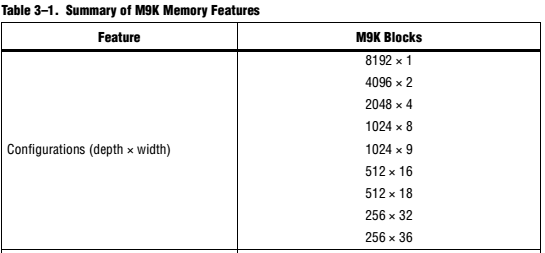 Table 3–1. Summary of M9K Memory Features
Feature M9K Blocks
8192 × 1
4096 × 2
2048 × 4
1024 × 8
Configurations (depth × width) 1024 × 9
512 × 16
512 × 18
256 × 32
256 × 36